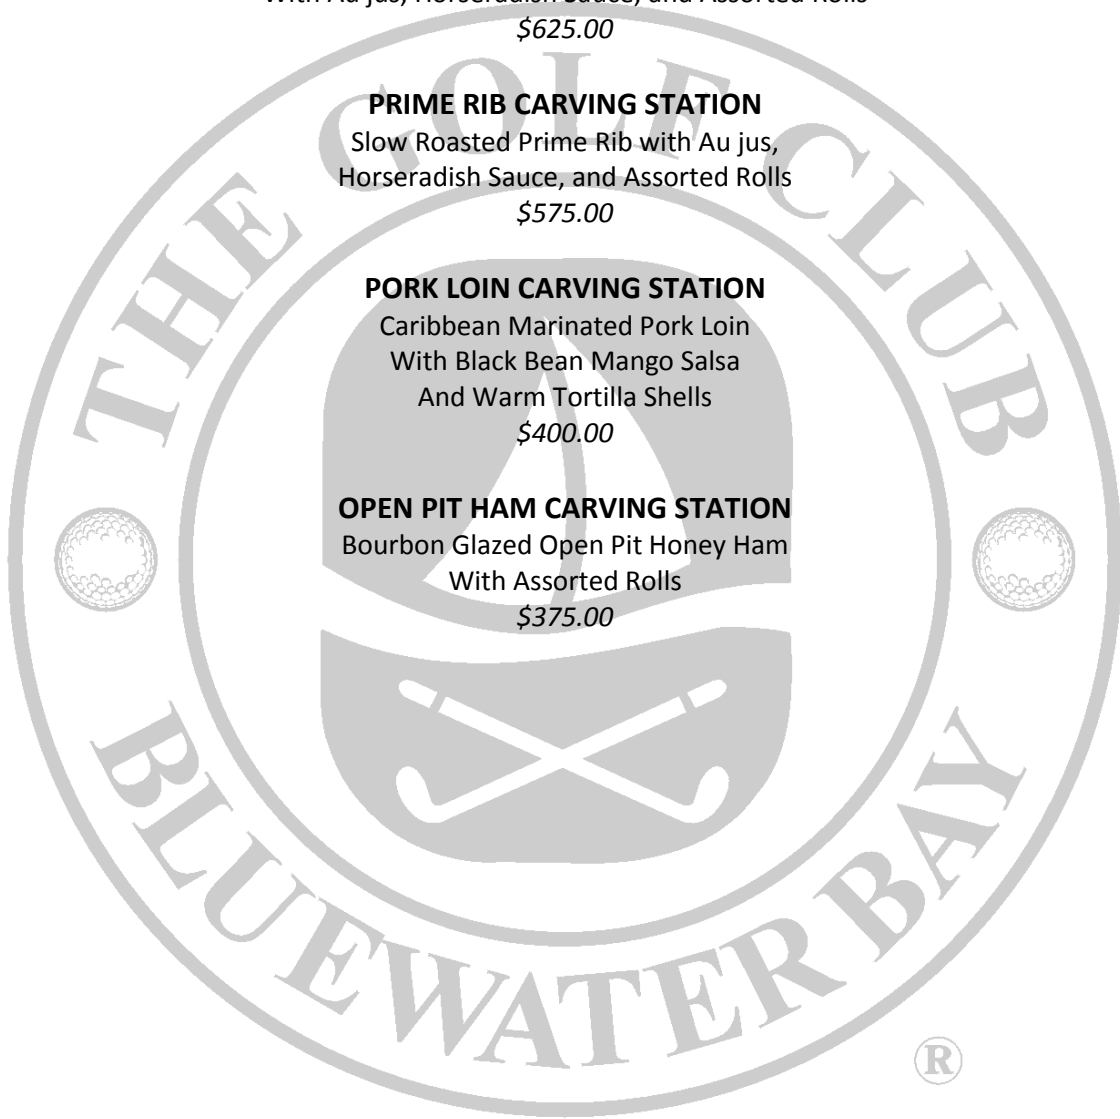 With Au jus, Horseradish Sauce, and Assorted Rolls
$625.00
PRIME RIB CARVING STATION
Slow Roasted Prime Rib with Au jus,
Horseradish Sauce, and Assorted Rolls
$575.00
PORK LOIN CARVING STATION
Caribbean Marinated Pork Loin
With Black Bean Mango Salsa
And Warm Tortilla Shells
$400.00
OPEN PIT HAM CARVING STATION
Bourbon Glazed Open Pit Honey Ham
With Assorted Rolls
$375.00
THE GOLF CLUB
BLUEWATER BAY
®